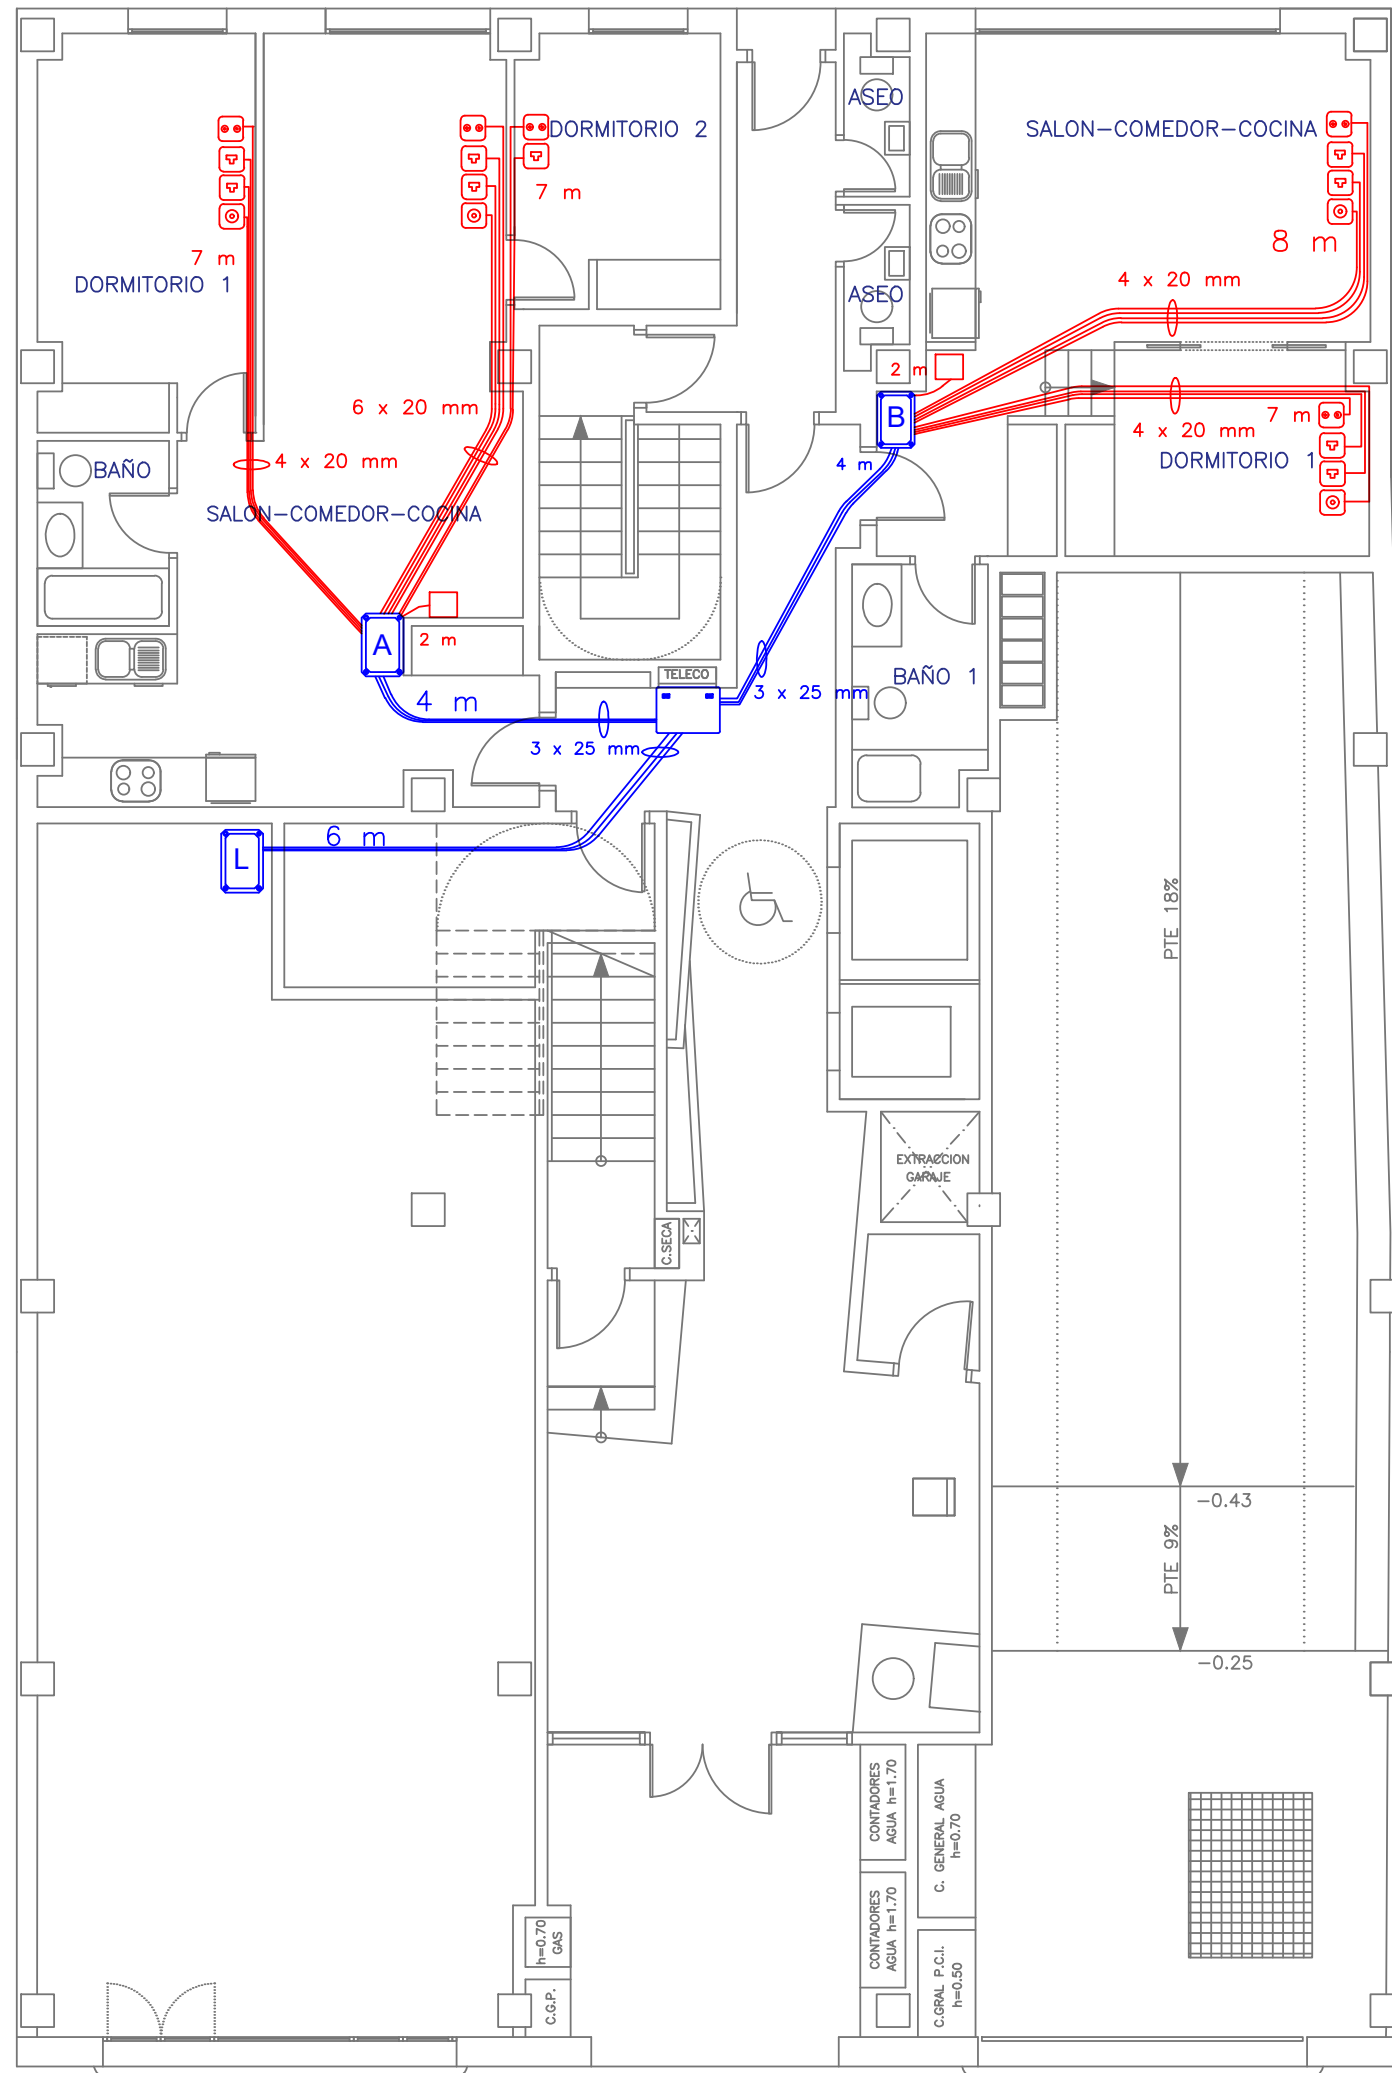 ASEO
DORMITORIO 2
SALON-COMEDOR-COCINA
7 m
8 m
7 m
DORMITORIO 1
4 x 20 mm
ASEO
2 m
6 x 20 mm
7 m
B
4 x 20 mm
4 x 20 mm
DORMITORIO 1
4 m
BAÑO
SALON-COMEDOR-COCINA
A
2 m
TELECO
BAÑO 1
4 m
3 x 25 mm
3 x 25 mm
6 m
L
PTE 18%
EXTRACCION
GARAJE
C.SECA
-0.43
PTE 9%
-0.25
CONTADORES
AGUA h=1.70
C. GENERAL AGUA
h=0.70
CONTADORES
AGUA h=1.70
h=0.70
GAS
C.GRAL P.C.I.
h=0.50
C.G.P.